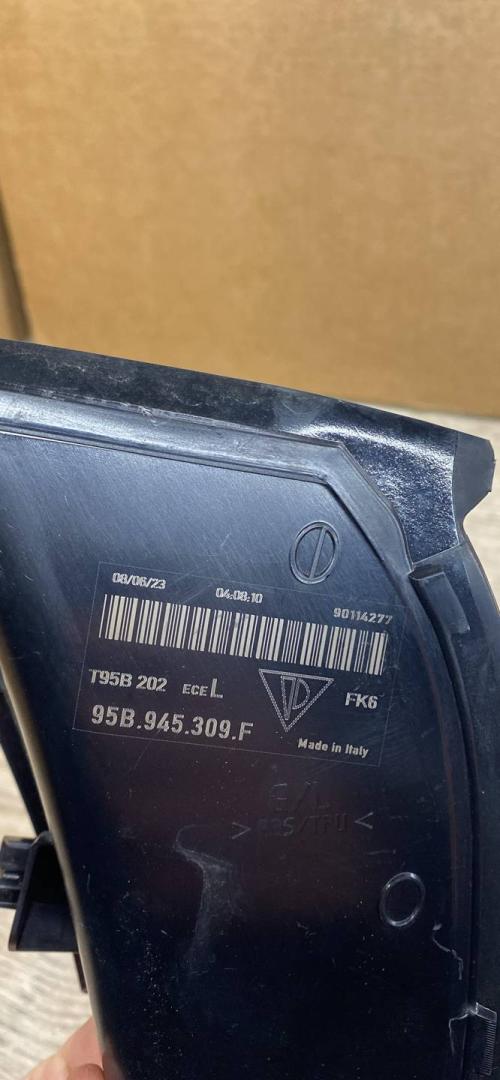 08/06/23 04:08:10 90114277
T95B 202 ECE L FK6
95B.945.309.F
Made in Italy